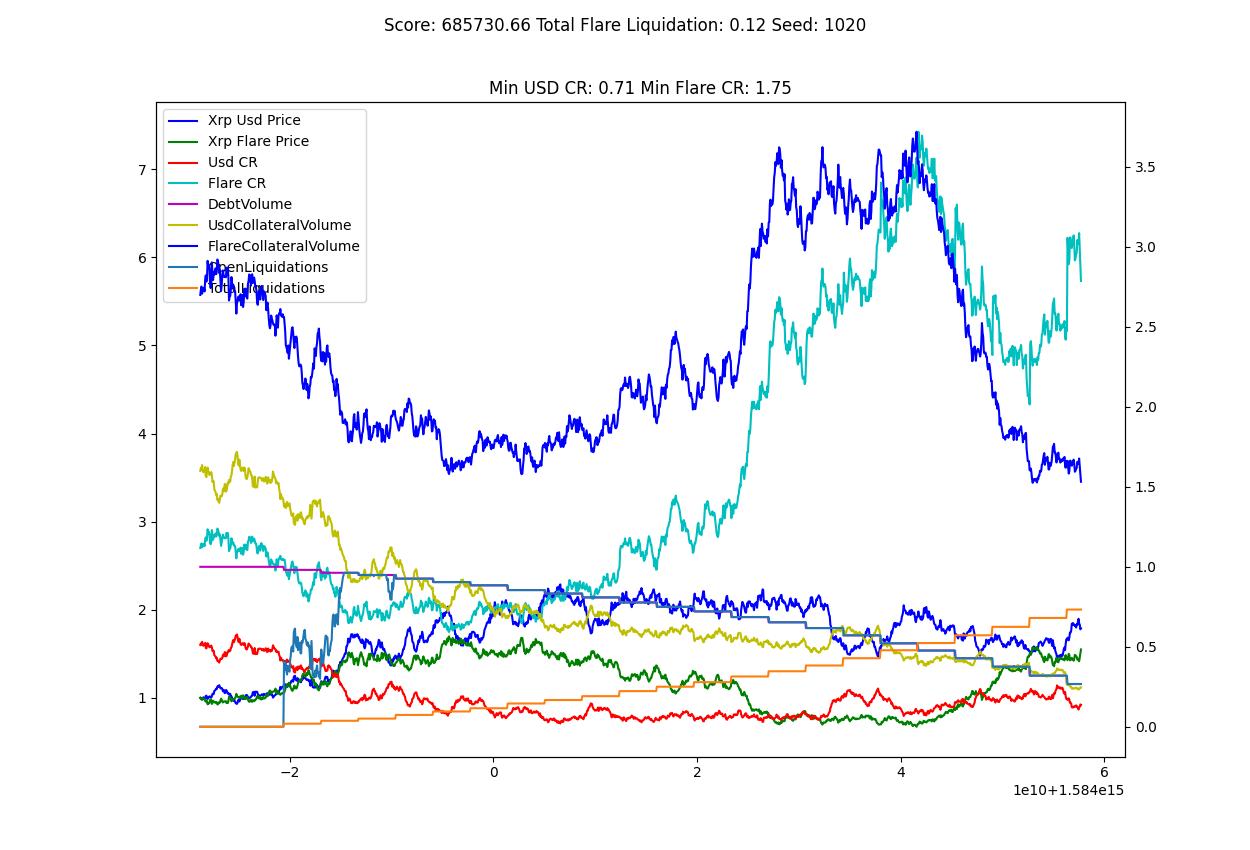 Score: 685730.66 Total Flare Liquidation: 0.12 Seed: 1020
Min USD CR: 0.71 Min Flare CR: 1.75
Xrp Usd Price
Xrp Flare Price
Usd CR
Flare CR
DebtVolume
UsdCollateralVolume
FlareCollateralVolume
OpenLiquidations
TotalLiquidations
7
6
5
4
3
2
1
3.5
3.0
2.5
2.0
1.5
1.0
0.5
0.0
−2
0
2
4
6
1e10+1.584e15